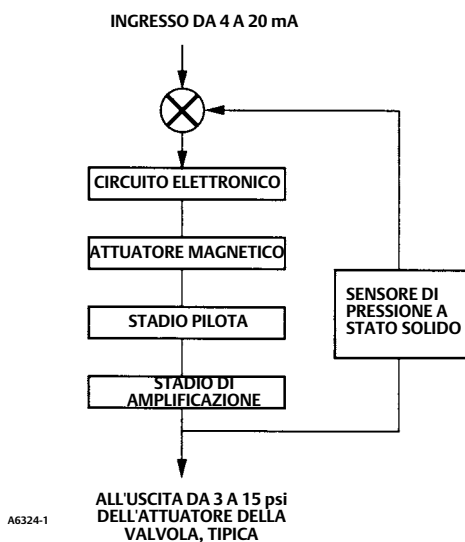 INGRESSO DA 4 A 20 mA
CIRCUITO ELETTRONICO
ATTUATORE MAGNETICO
STADIO PILOTA
STADIO DI
AMPLIFICAZIONE
SENSORE DI
PRESSIONE A
STATO SOLIDO
ALL'USCITA DA 3 A 15 psi
DELL'ATTUATORE DELLA
VALVOLA, TIPICA
A6324-1